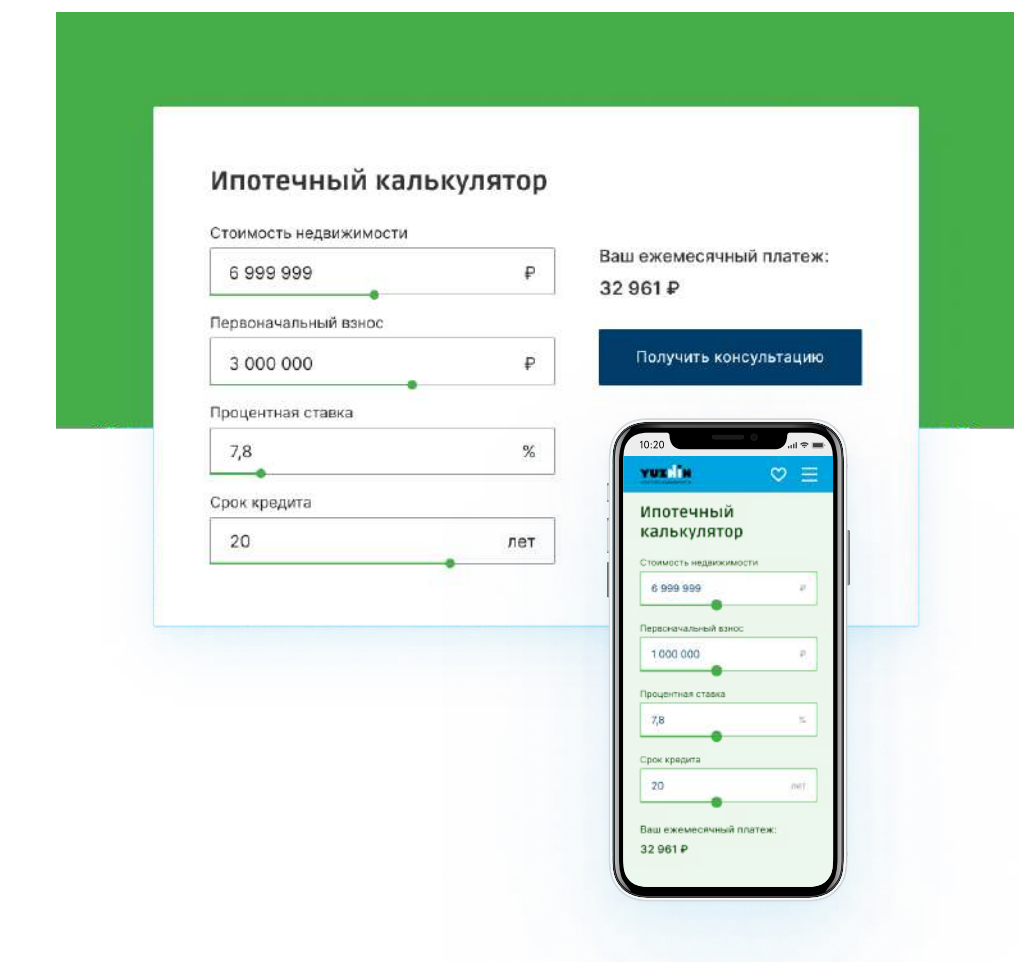 Ипотечный калькулятор
Стоимость недвижимости
6 999 999 ₽
Первоначальный взнос
3 000 000 ₽
Процентная ставка
7,8 %
Срок кредита
20 лет
Ваш ежемесячный платеж:
32 961 ₽
Получить консультацию
10:20
Ипотечный
калькулятор
Стоимость недвижимости
6 999 999 ₽
Первоначальный взнос
1 000 000 ₽
Процентная ставка
7,8 %
Срок кредита
20 лет
Ваш ежемесячный платеж:
32 961 ₽